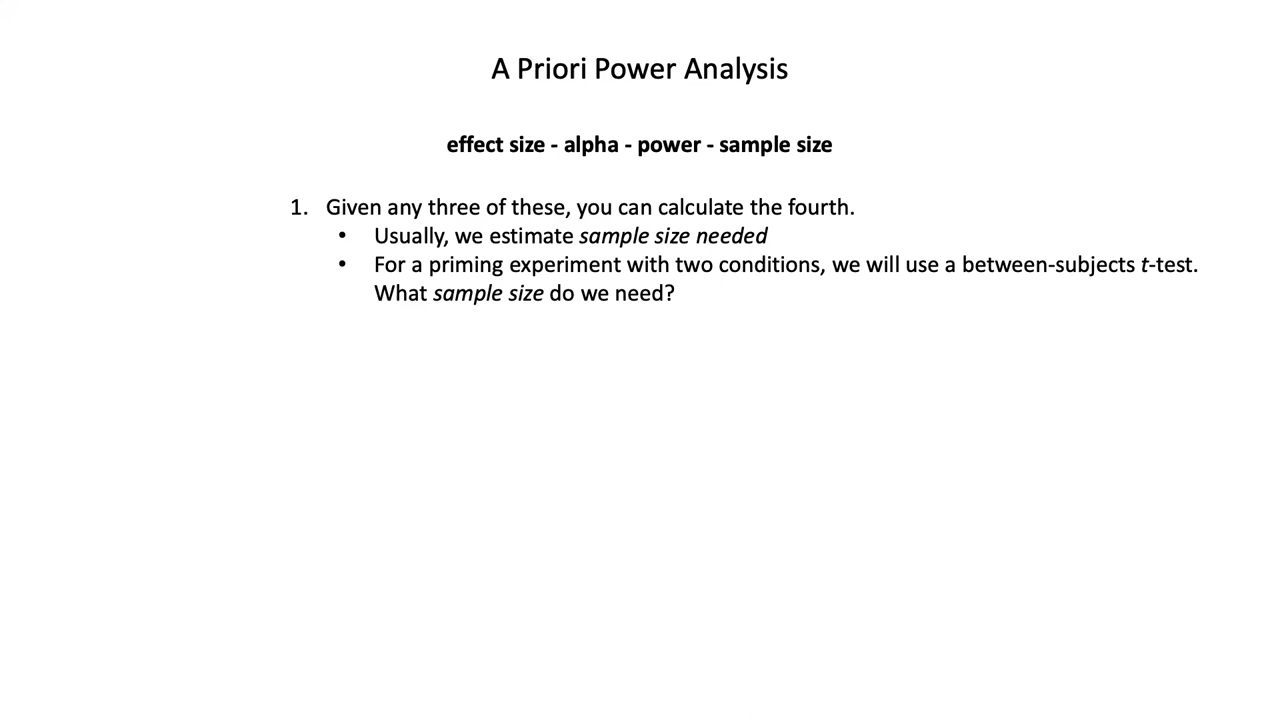 A Priori Power Analysis
effect size - alpha - power - sample size
1. Given any three of these, you can calculate the fourth.
• Usually, we estimate sample size needed
• For a priming experiment with two conditions, we will use a between-subjects t-test.
What sample size do we need?